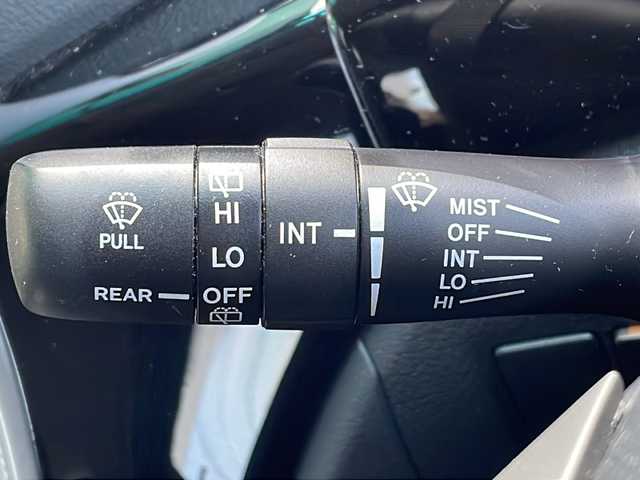 PULL
REAR
HI
LO
OFF
INT
MIST
OFF
INT
LO
HI